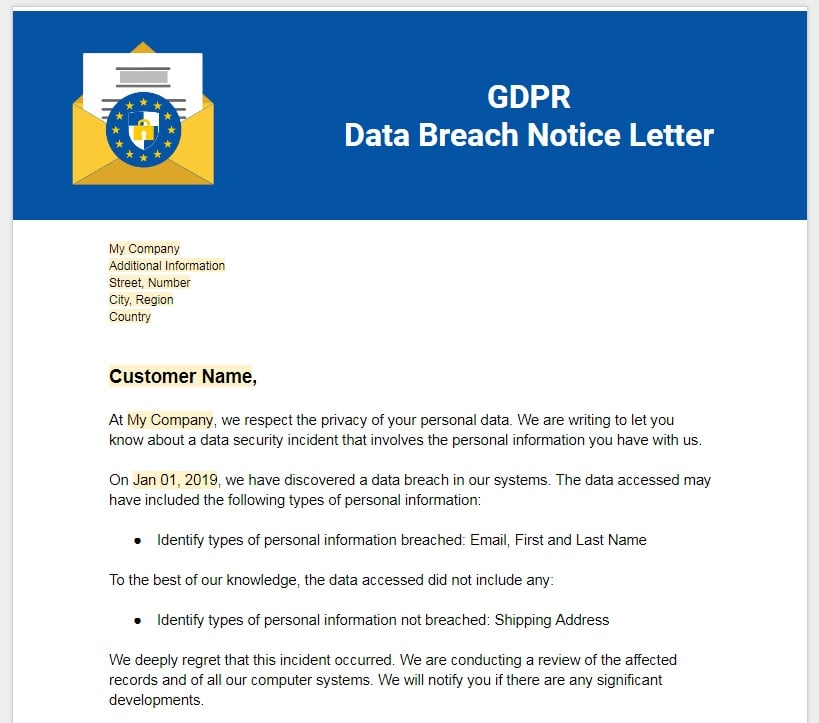 GDPR
Data Breach Notice Letter
My Company
Additional Information
Street, Number
City, Region
Country
Customer Name,
At My Company, we respect the privacy of your personal data. We are writing to let you
know about a data security incident that involves the personal information you have with us.
On Jan 01, 2019, we have discovered a data breach in our systems. The data accessed may
have included the following types of personal information:
● Identify types of personal information breached: Email, First and Last Name
To the best of our knowledge, the data accessed did not include any:
● Identify types of personal information not breached: Shipping Address
We deeply regret that this incident occurred. We are conducting a review of the affected
records and of all our computer systems. We will notify you if there are any significant
developments.